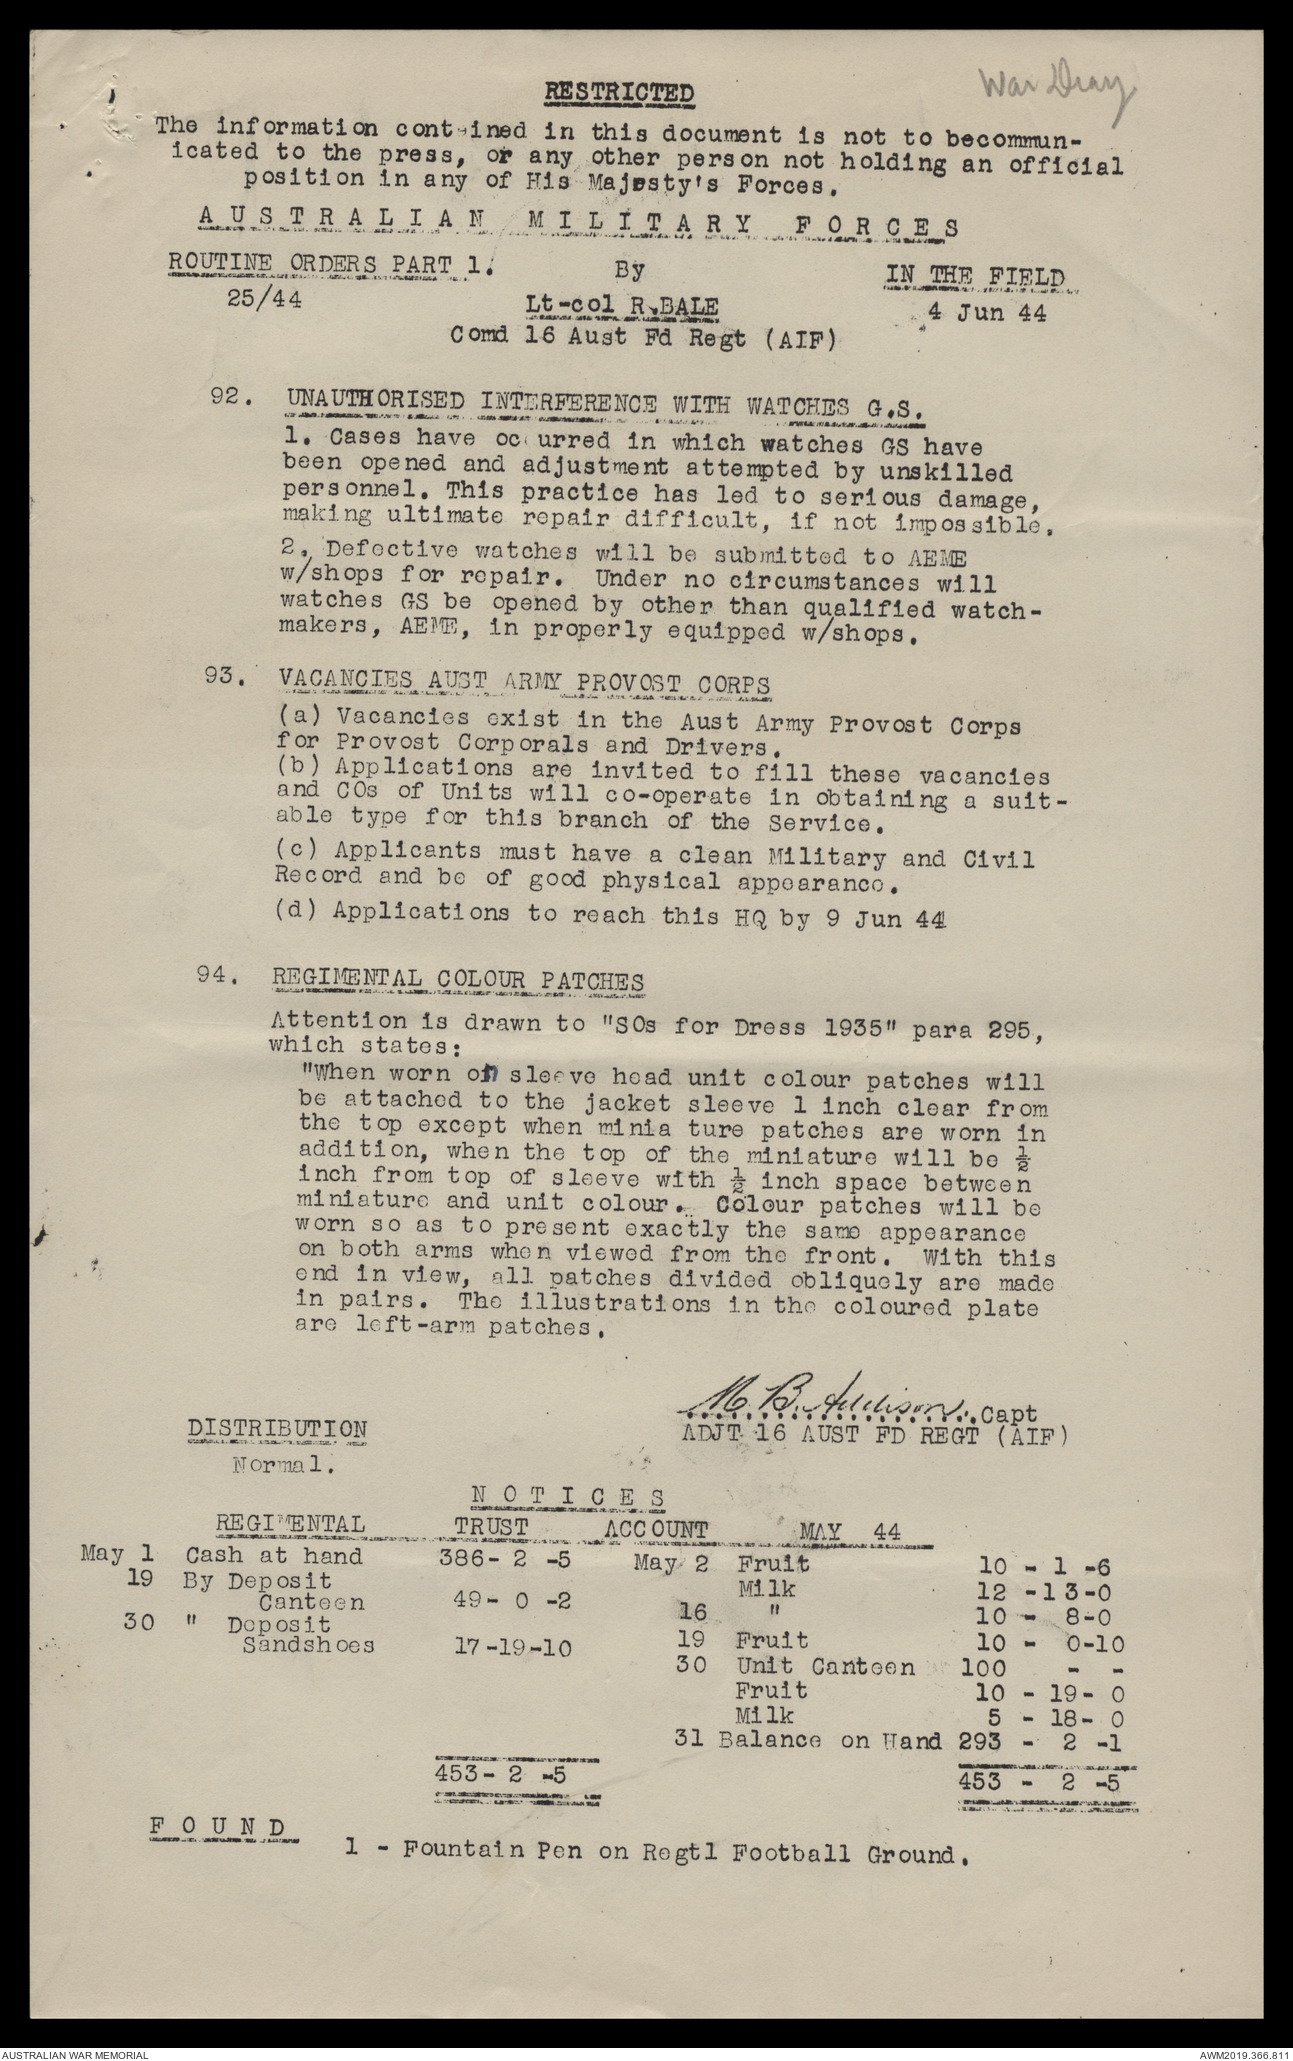 War Diary
RESTRICTED
The information contained in this document is not to becommun-
icated to the press, or any other person not holding an official
position in any of His Majesty's Forces.
AUSTRALIAN MILITARY FORCES
ROUTINE ORDERS PART 1. By IN THE FIELD
25/44 Lt-col R.BALE 4 Jun 44
Comd 16 Aust Fd Regt (AIF)
92. UNAUTHORISED INTERFERENCE WITH WATCHES G.S.
1. Cases have occurred in which watches GS have
been opened and adjustment attempted by unskilled
personnel. This practice has led to serious damage,
making ultimate repair difficult, if not impossible.
2. Defective watches will be submitted to AEME
w/shops for repair. Under no circumstances will
watches GS be opened by other than qualified watch-
makers, AEME, in properly equipped w/shops.
93. VACANCIES AUST ARMY PROVOST CORPS
(a) Vacancies exist in the Aust Army Provost Corps
for Provost Corporals and Drivers.
(b) Applications are invited to fill these vacancies
and COs of Units will co-operate in obtaining a suit-
able type for this branch of the Service.
(c) Applicants must have a clean Military and Civil
Record and be of good physical appearance.
(d) Applications to reach this HQ by 9 Jun 44
94. REGIMENTAL COLOUR PATCHES
Attention is drawn to "SOs for Dress 1935" para 295,
which states:
"When worn on sleeve head unit colour patches will
be attached to the jacket sleeve 1 inch clear from
the top except when minia ture patches are worn in
addition, when the top of the miniature will be ½
inch from top of sleeve with ½ inch space between
miniature and unit colour. Colour patches will be
worn so as to present exactly the same appearance
on both arms when viewed from the front. With this
end in view, all patches divided obliquely are made
in pairs. The illustrations in the coloured plate
are left-arm patches.
M. B. Addison Capt
DISTRIBUTION ADJT 16 AUST FD REGT (AIF)
Normal.
NOTICES
REGIMENTAL TRUST ACCOUNT MAY 44
May 1 Cash at hand 386- 2 -5 May 2 Fruit 10 - 1 -6
19 By Deposit Milk 12 -13-0
Canteen 49- 0 -2 16 " 10 - 8-0
30 " Deposit
Sandshoes 17-19-10 19 Fruit 10 - 0-10
30 Unit Canteen 100 - -
Fruit 10 - 19- 0
Milk 5 - 18- 0
31 Balance on Hand 293 - 2 -1
453- 2 -5 453 - 2 -5
FOUND
1 - Fountain Pen on Regtl Football Ground.
AUSTRALIAN WAR MEMORIAL AWM2019.366.811